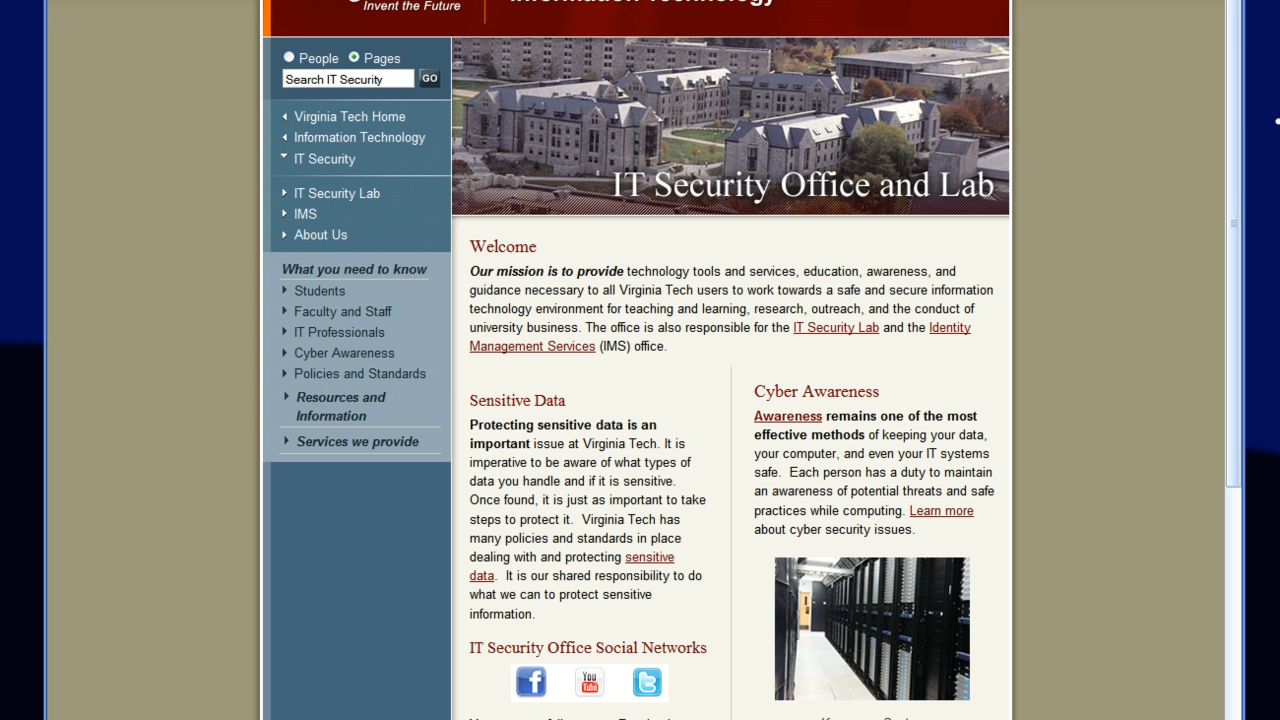 Invent the Future
Information Technology
People Pages
Search IT Security GO
Virginia Tech Home
Information Technology
IT Security
IT Security Lab
IMS
About Us
What you need to know
Students
Faculty and Staff
IT Professionals
Cyber Awareness
Policies and Standards
Resources and
Information
Services we provide
IT Security Office and Lab
Welcome
Our mission is to provide technology tools and services, education, awareness, and
guidance necessary to all Virginia Tech users to work towards a safe and secure information
technology environment for teaching and learning, research, outreach, and the conduct of
university business. The office is also responsible for the IT Security Lab and the Identity
Management Services (IMS) office.
Sensitive Data
Protecting sensitive data is an
important issue at Virginia Tech. It is
imperative to be aware of what types of
data you handle and if it is sensitive.
Once found, it is just as important to take
steps to protect it. Virginia Tech has
many policies and standards in place
dealing with and protecting sensitive
data. It is our shared responsibility to do
what we can to protect sensitive
information.
IT Security Office Social Networks
f You Tube t
Cyber Awareness
Awareness remains one of the most
effective methods of keeping your data,
your computer, and even your IT systems
safe. Each person has a duty to maintain
an awareness of potential threats and safe
practices while computing. Learn more
about cyber security issues.